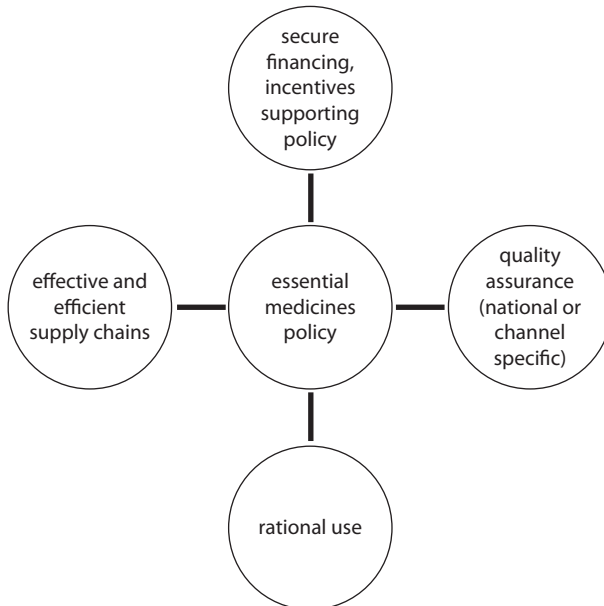 secure
financing,
incentives
supporting
policy
effective and
efficient
supply chains
essential
medicines
policy
quality
assurance
(national or
channel
specific)
rational use